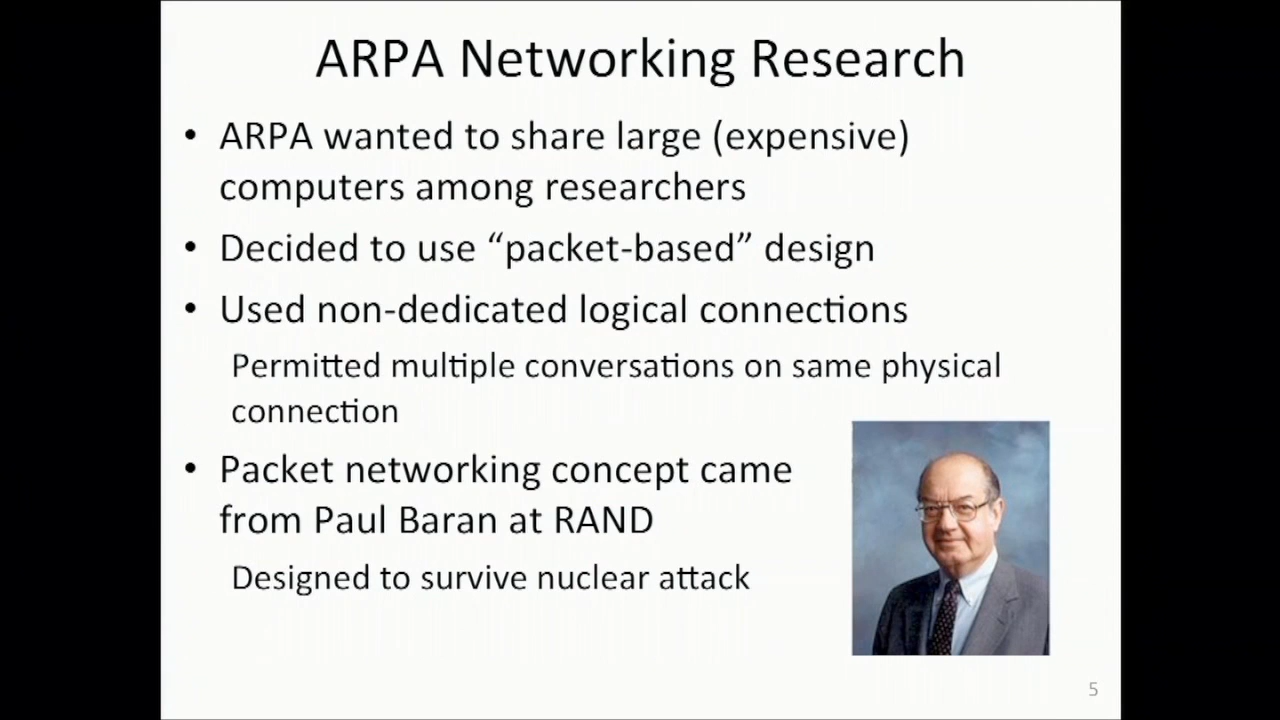 ARPA Networking Research
• ARPA wanted to share large (expensive)
computers among researchers
• Decided to use “packet-based” design
• Used non-dedicated logical connections
Permitted multiple conversations on same physical
connection
• Packet networking concept came
from Paul Baran at RAND
Designed to survive nuclear attack
5